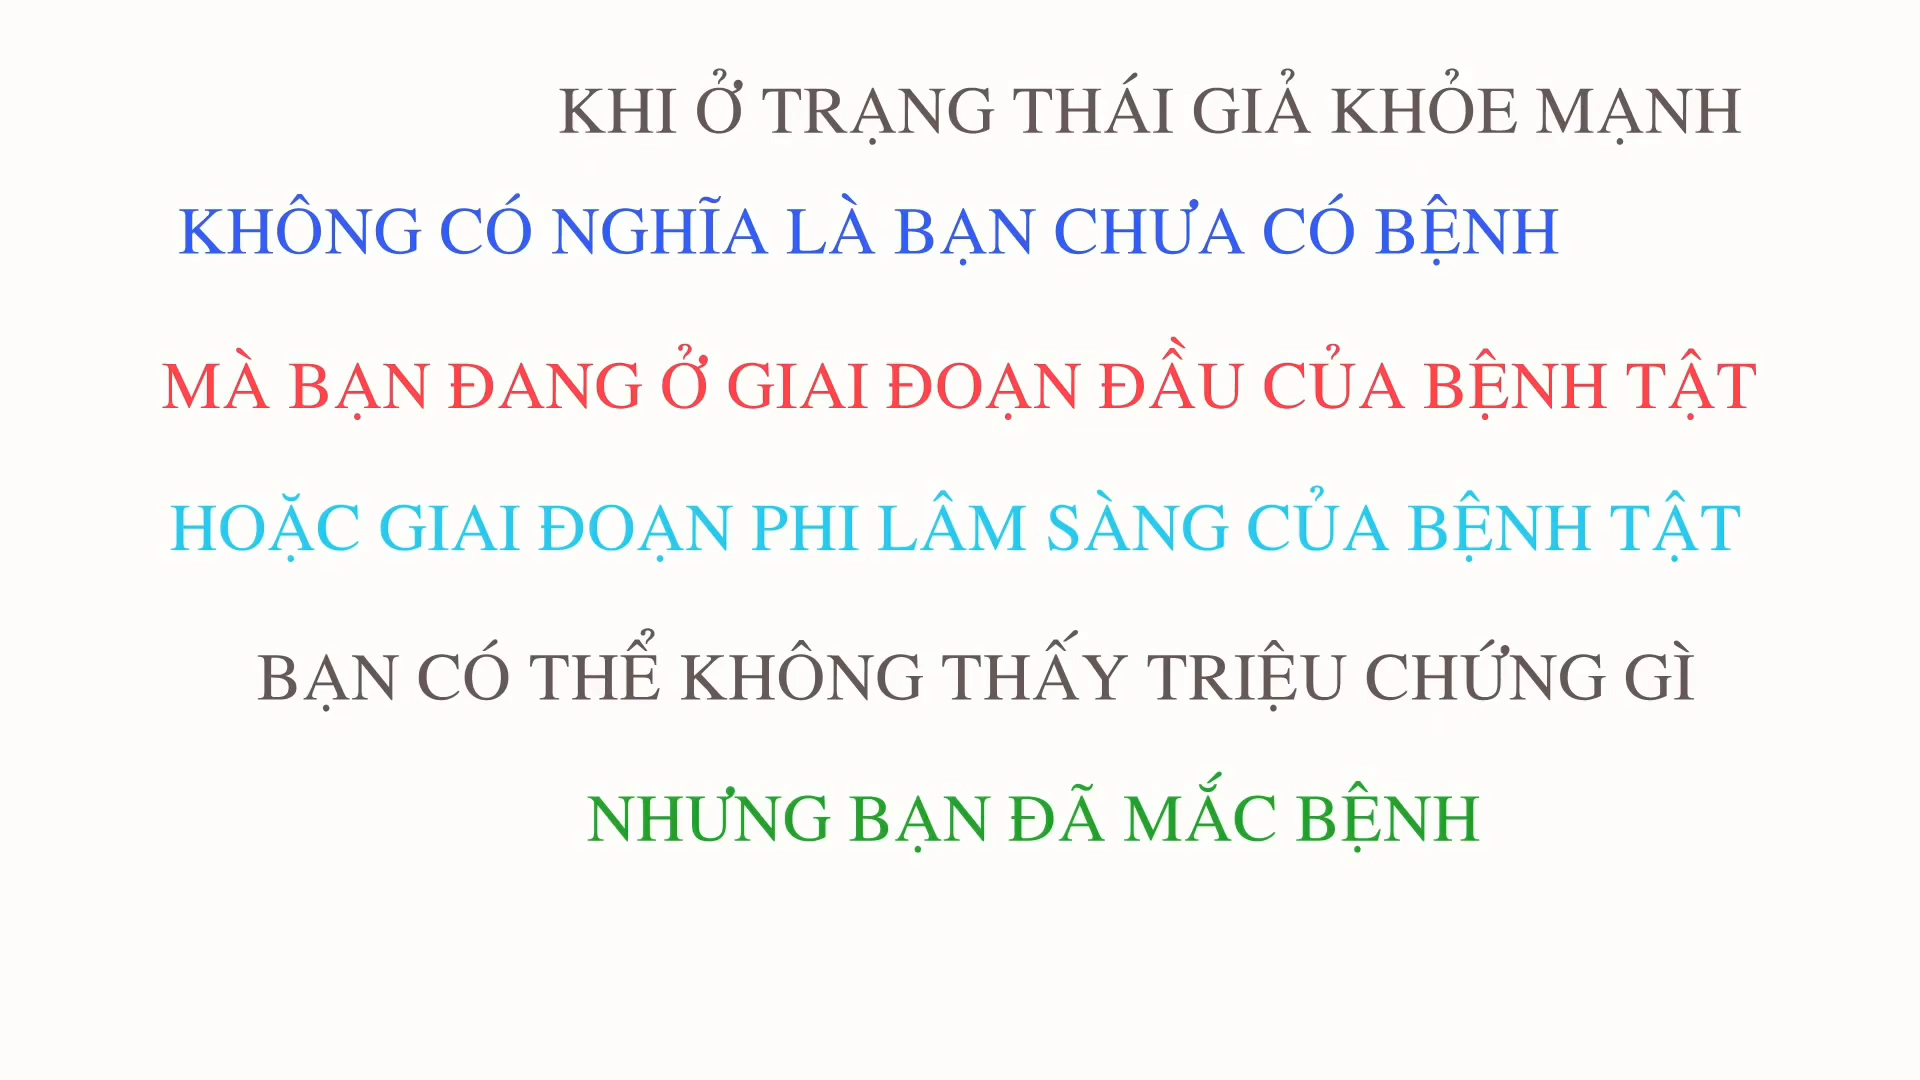 KHI Ở TRẠNG THÁI GIẢ KHỎE MẠNH
KHÔNG CÓ NGHĨA LÀ BẠN CHƯA CÓ BỆNH
MÀ BẠN ĐANG Ở GIAI ĐOẠN ĐẦU CỦA BỆNH TẬT
HOẶC GIAI ĐOẠN PHI LÂM SÀNG CỦA BỆNH TẬT
BẠN CÓ THỂ KHÔNG THẤY TRIỆU CHỨNG GÌ
NHƯNG BẠN ĐÃ MẮC BỆNH